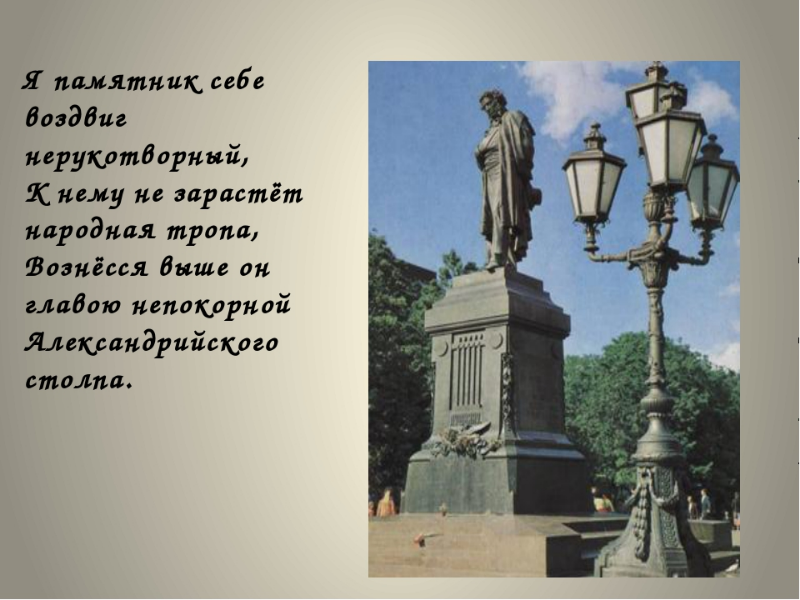 Я памятник себе
воздвиг
нерукотворный,
К нему не зарастёт
народная тропа,
Вознёсся выше он
главою непокорной
Александрийского
столпа.